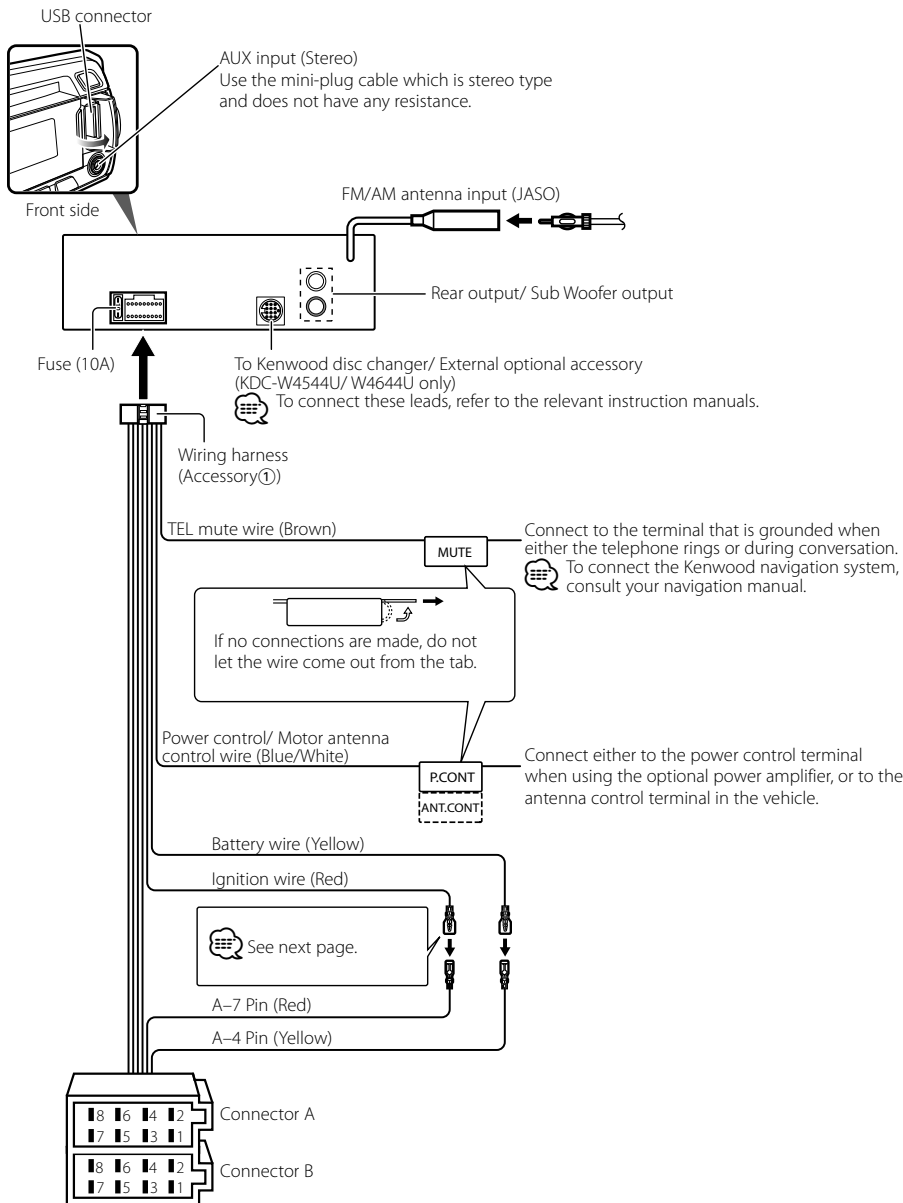 USB connector
AUX input (Stereo)
Use the mini-plug cable which is stereo type
and does not have any resistance.
Front side
FM/AM antenna input (JASO)
Rear output/ Sub Woofer output
Fuse (10A)
To Kenwood disc changer/ External optional accessory
(KDC-W4544U/ W4644U only)
To connect these leads, refer to the relevant instruction manuals.
Wiring harness
(Accessory①)
TEL mute wire (Brown)
MUTE
Connect to the terminal that is grounded when
either the telephone rings or during conversation.
To connect the Kenwood navigation system,
consult your navigation manual.
If no connections are made, do not
let the wire come out from the tab.
Power control/ Motor antenna
control wire (Blue/White)
P.CONT
ANT.CONT
Connect either to the power control terminal
when using the optional power amplifier, or to the
antenna control terminal in the vehicle.
Battery wire (Yellow)
Ignition wire (Red)
See next page.
A–7 Pin (Red)
A–4 Pin (Yellow)
8 6 4 2
7 5 3 1
Connector A
8 6 4 2
7 5 3 1
Connector B